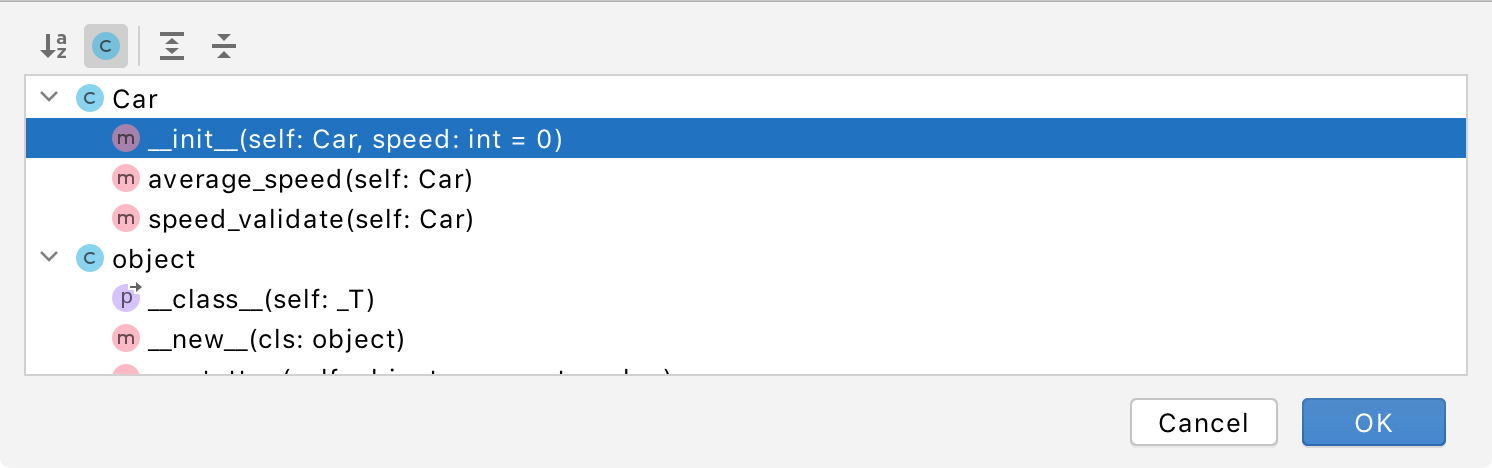 a
z
C
C Car
m __init__(self: Car, speed: int = 0)
m average_speed(self: Car)
m speed_validate(self: Car)
C object
p __class__(self: _T)
m __new__(cls: object)
Cancel
OK